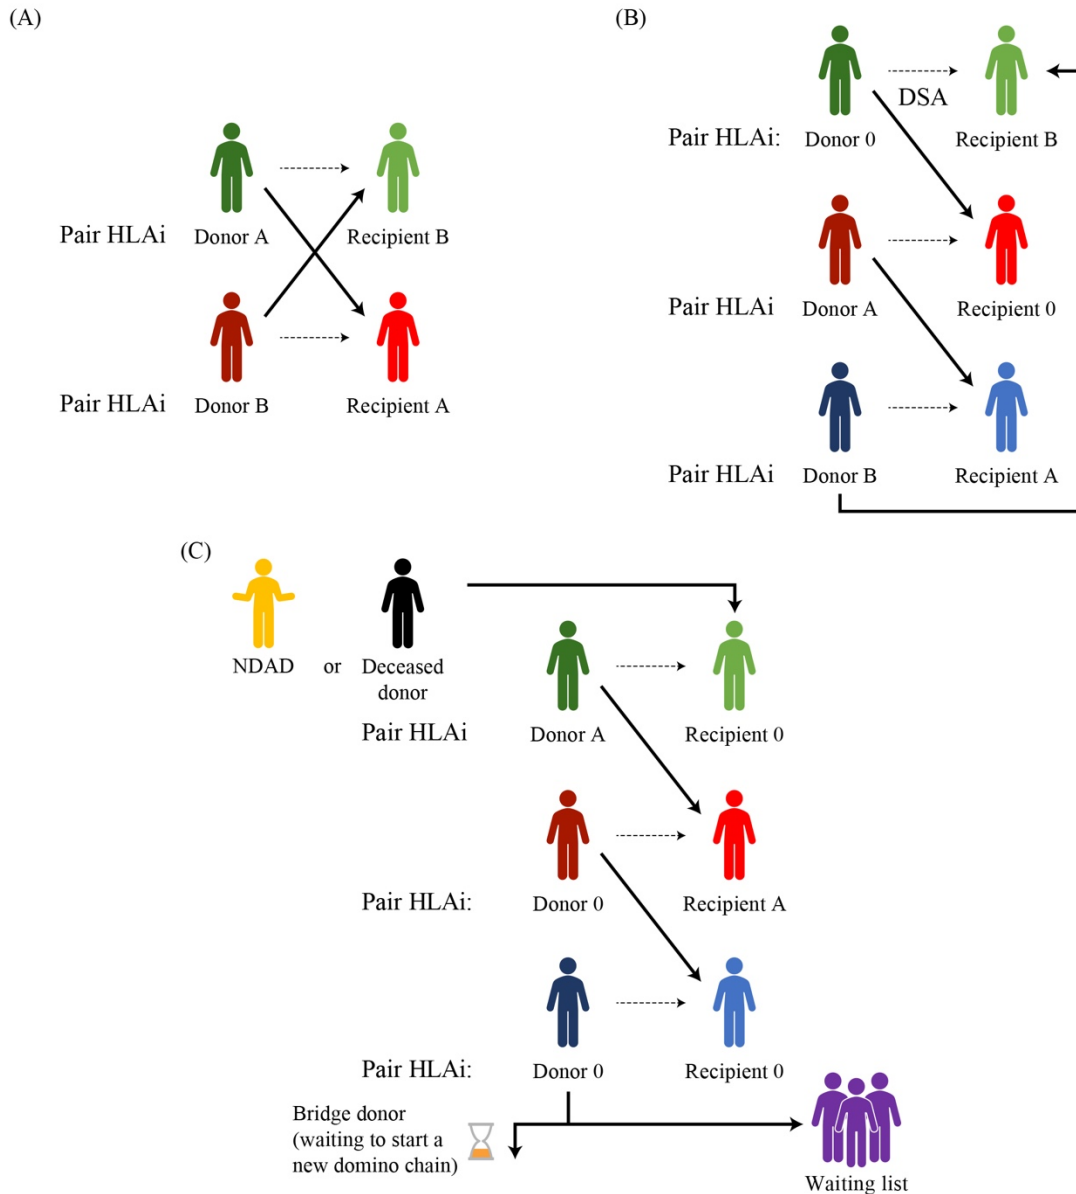 (A)
Pair HLAi
Donor A
Recipient B
Pair HLAi
Donor B
Recipient A
(B)
DSA
Pair HLAi:
Donor 0
Recipient B
Pair HLAi
Donor A
Recipient 0
Pair HLAi
Donor B
Recipient A
(C)
NDAD
or
Deceased
donor
Pair HLAi
Donor A
Recipient 0
Pair HLAi:
Donor 0
Recipient A
Pair HLAi:
Donor 0
Recipient 0
Bridge donor
(waiting to start a
new domino chain)
Waiting list